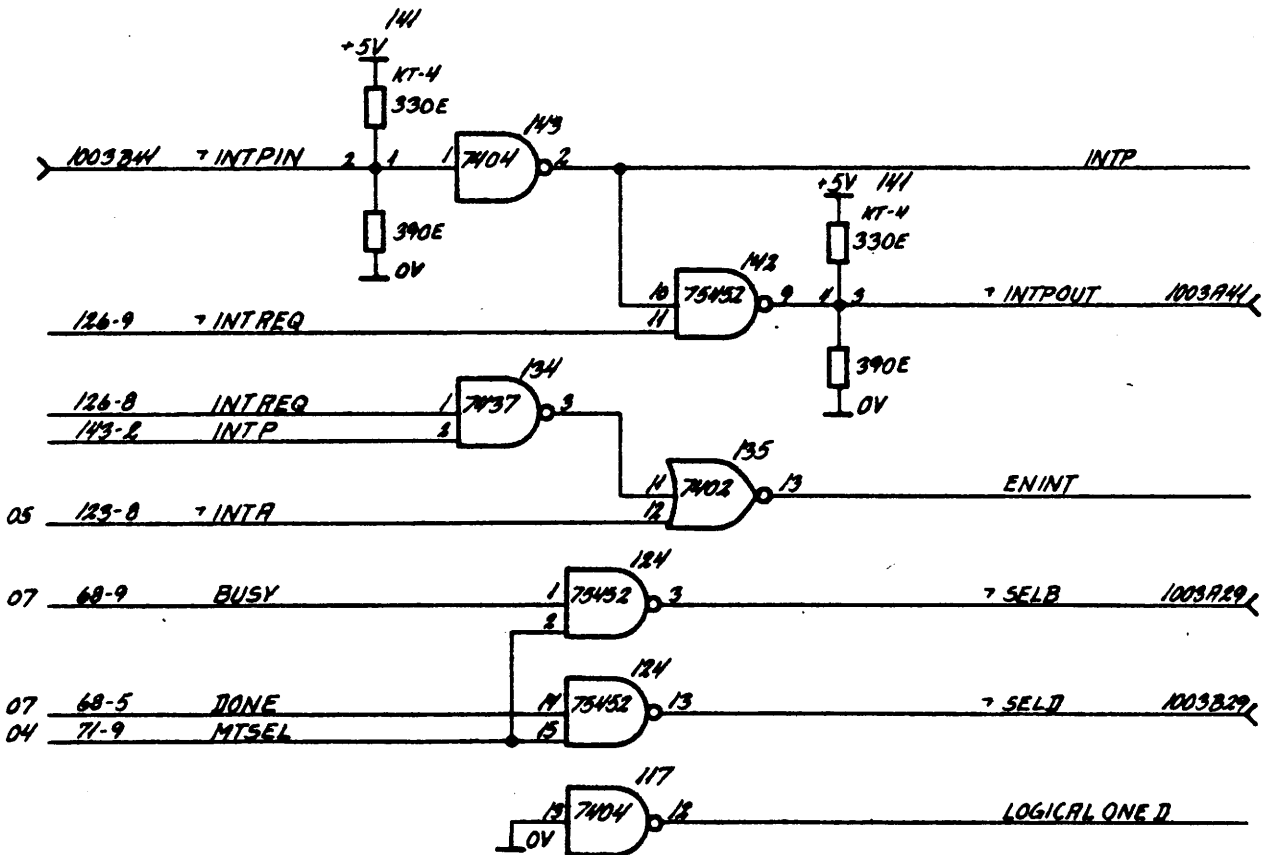 141
+5V
KT-4
330E
143
1003B44 ¬ INTPIN 2 1 1 7404 2 INTP
+5V 141
KT-4
390E
330E
0V
142
10 75452 9 4 3 ¬ INTPOUT 1003A41
126-9 ¬ INTREQ 11
134
390E
126-8 INTREQ 1 7437 3
0V
143-2 INTP 2
135
11 7402 13 ENINT
05 123-8 ¬ INTA 12
124
07 68-9 BUSY 1 75452 3 ¬ SELB 1003A29
2
124
07 68-5 DONE 14 75452 13 ¬ SELD 1003B29
04 71-9 MTSEL 15
117
13 7404 12 LOGICAL ONE D
0V